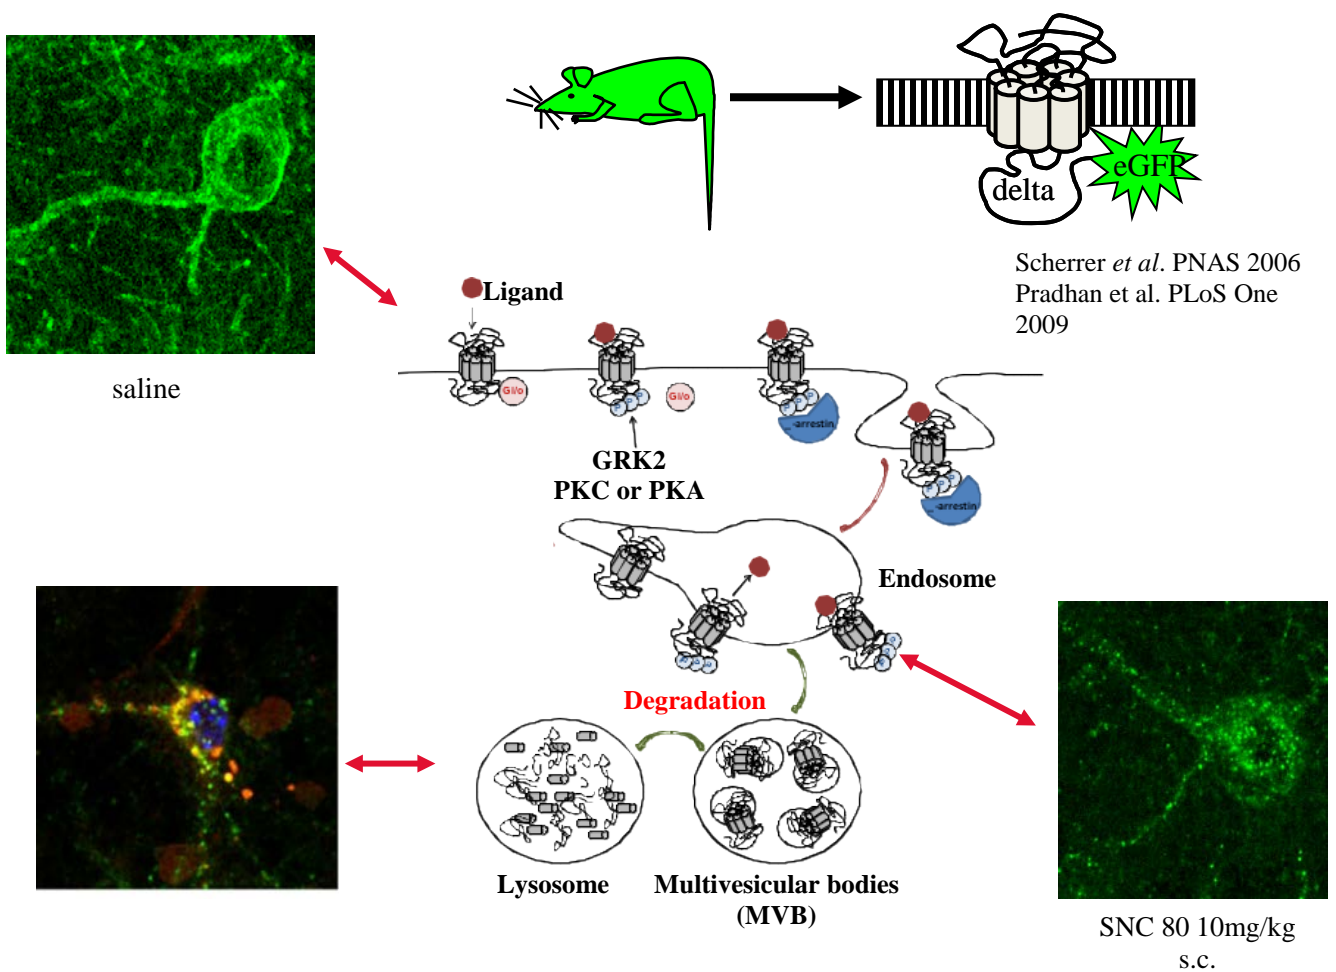 eGFP
delta
Scherrer et al. PNAS 2006
Pradhan et al. PLoS One
2009
saline
Ligand
Gi/o
Gi/o
P P P
P P P
_-arrestin
GRK2
PKC or PKA
P P P
_-arrestin
Endosome
P P P
P P P
Degradation
Lysosome
Multivesicular bodies
(MVB)
SNC 80 10mg/kg
s.c.